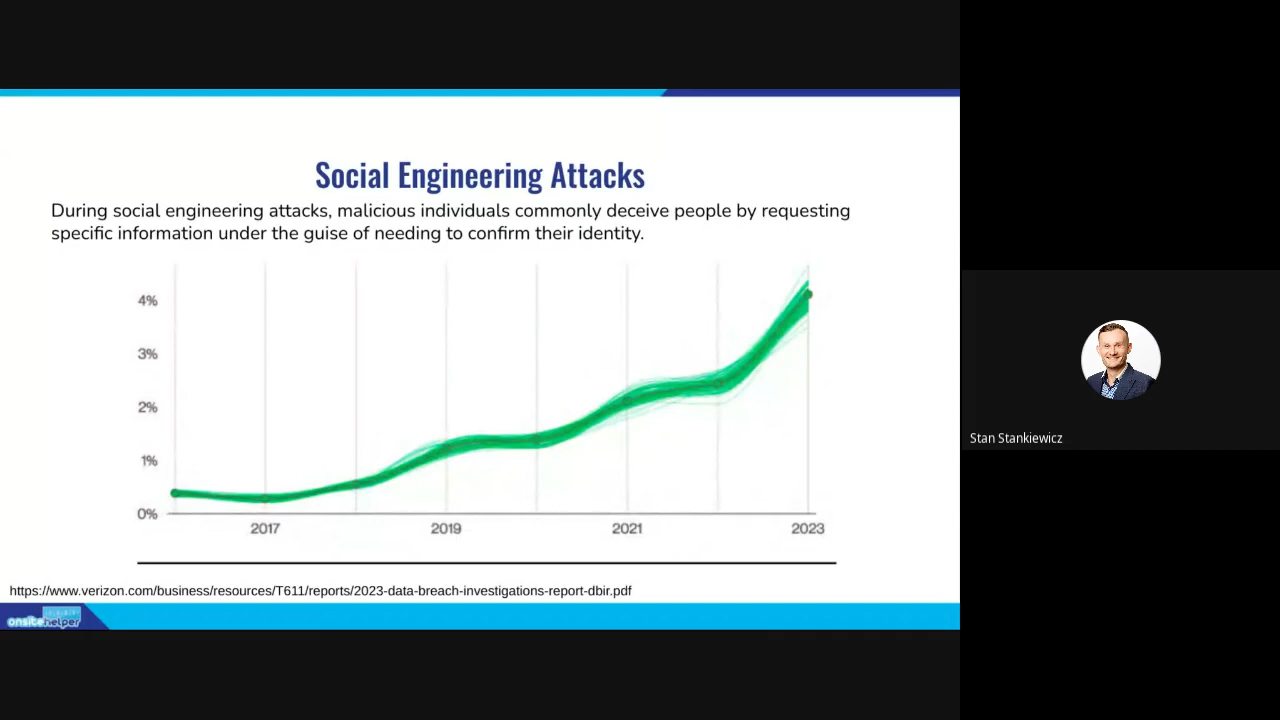 Social Engineering Attacks
During social engineering attacks, malicious individuals commonly deceive people by requesting
specific information under the guise of needing to confirm their identity.
4%
3%
2%
1%
0%
2017 2019 2021 2023
https://www.verizon.com/business/resources/T611/reports/2023-data-breach-investigations-report-dbir.pdf
onsitehelper
Stan Stankiewicz